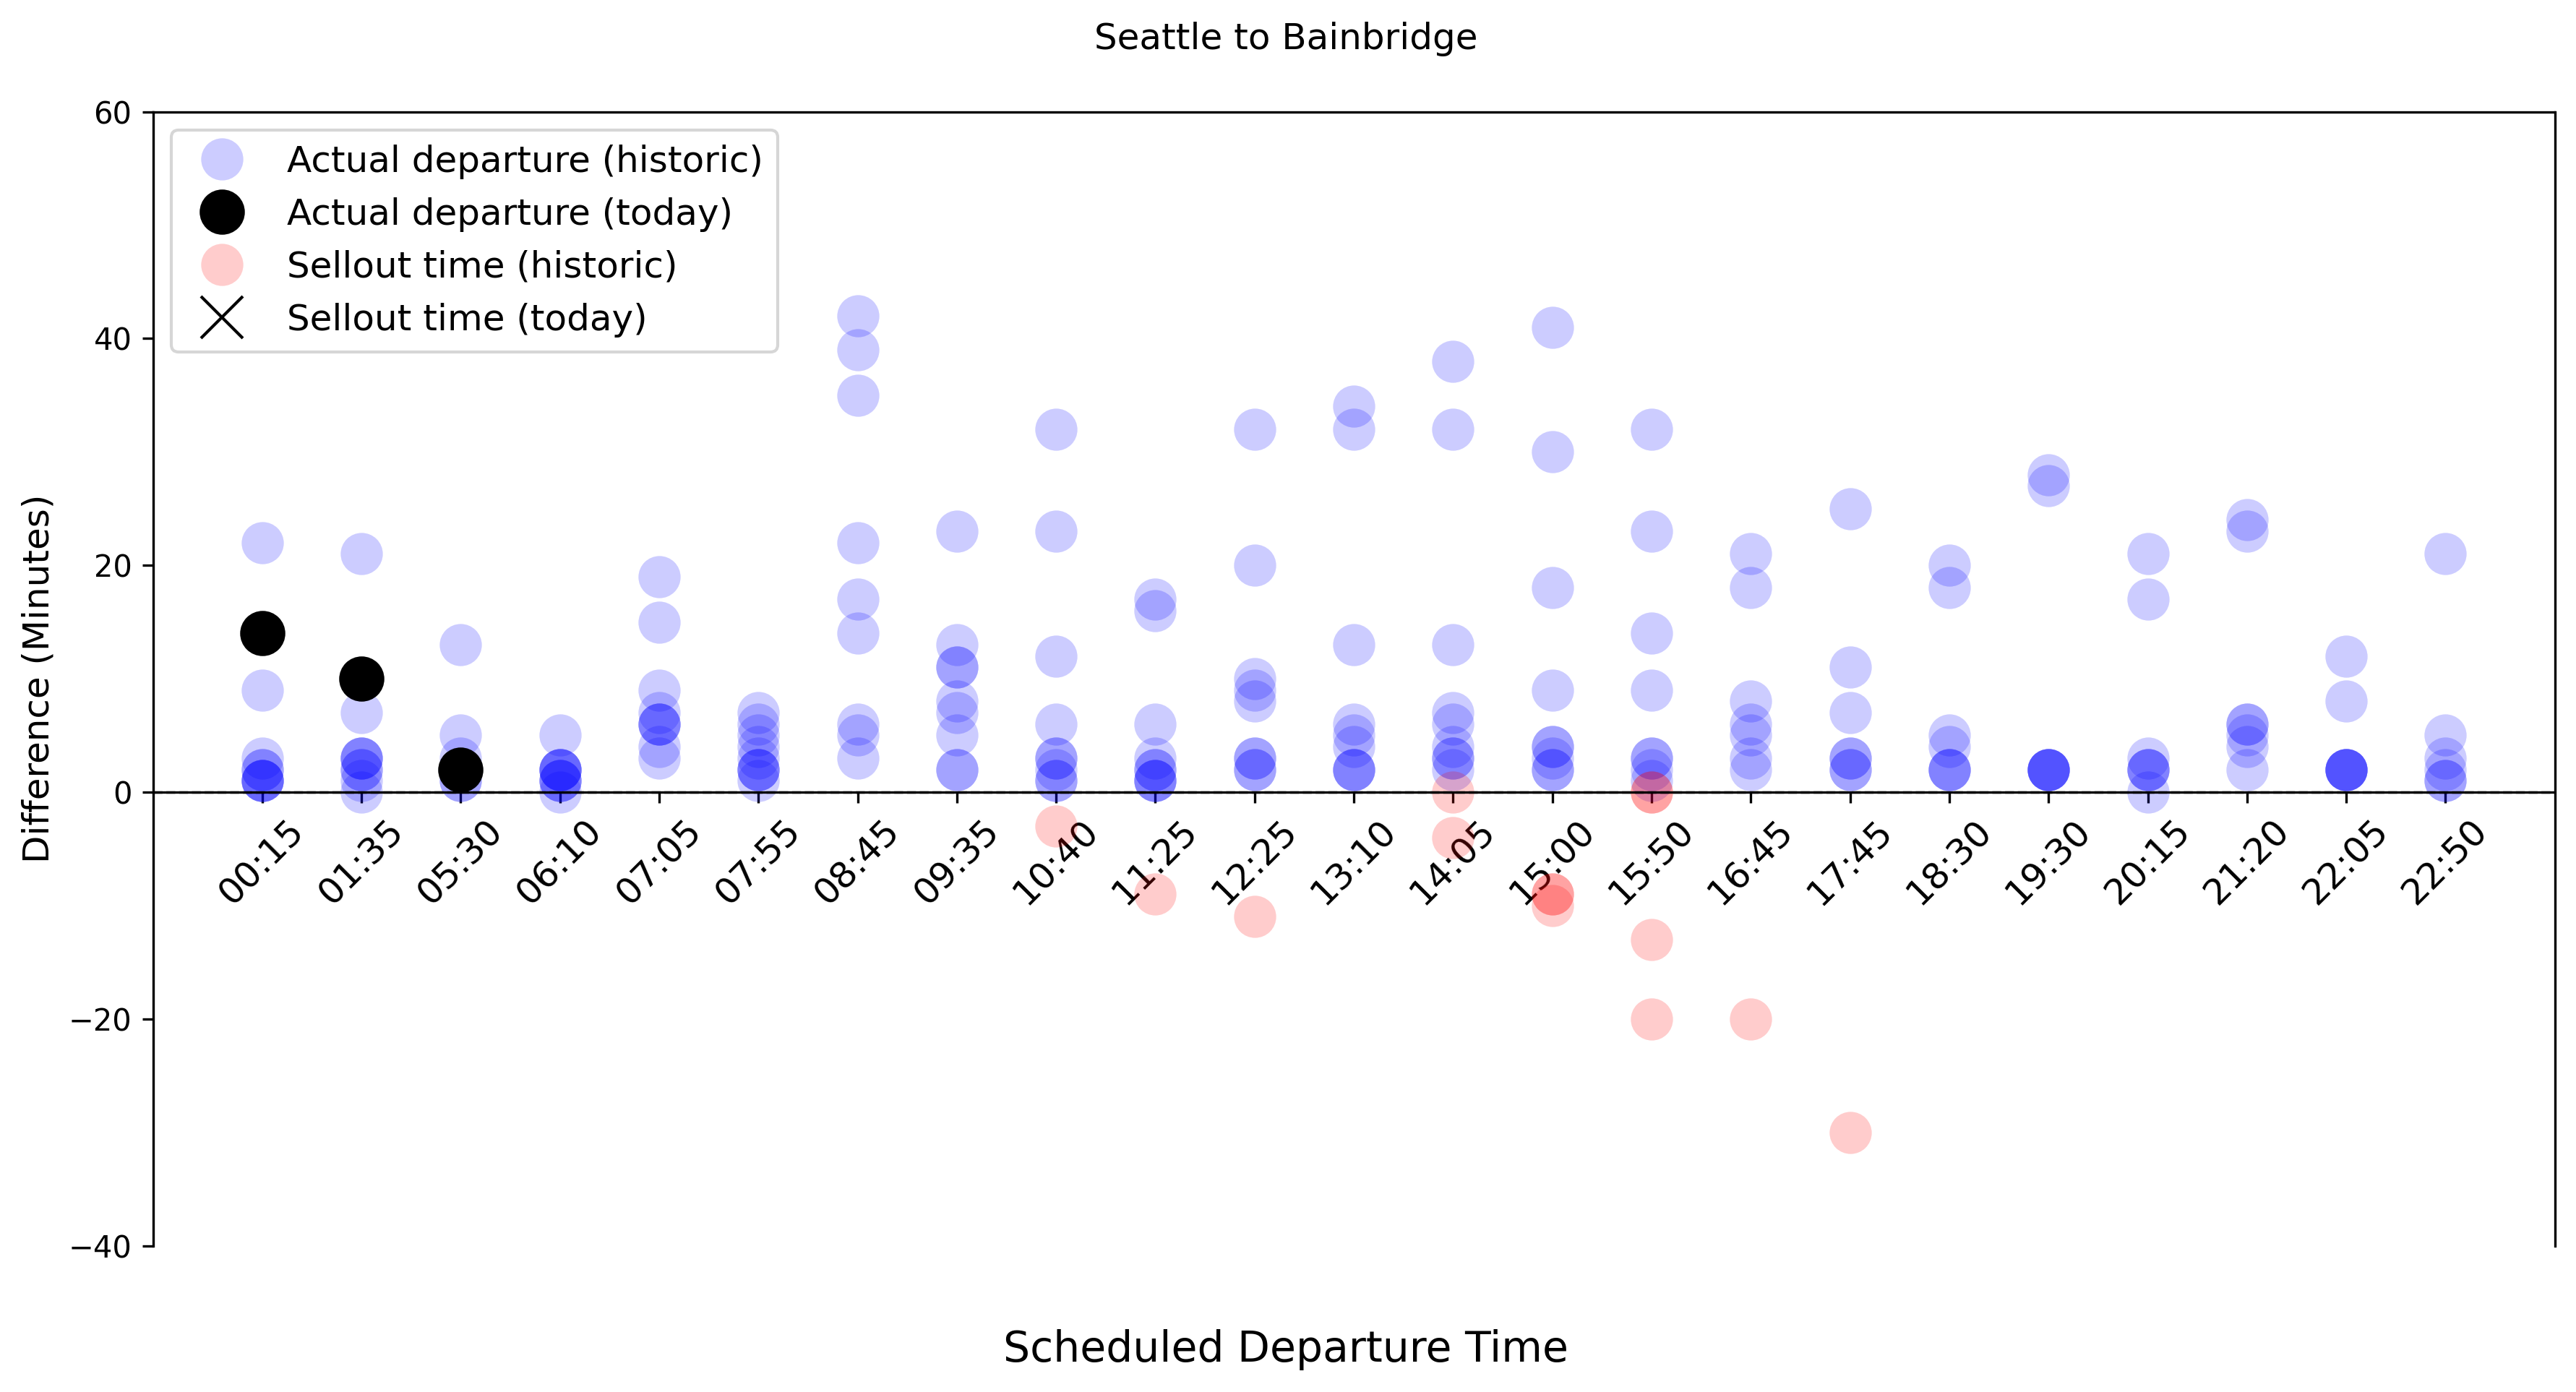 Seattle to Bainbridge
60
Actual departure (historic)
Actual departure (today)
Sellout time (historic)
Sellout time (today)
40
20
0
−20
−40
Difference (Minutes)
00:15 01:35 05:30 06:10 07:05 07:55 08:45 09:35 10:40 11:25 12:25 13:10 14:05 15:00 15:50 16:45 17:45 18:30 19:30 20:15 21:20 22:05 22:50
Scheduled Departure Time